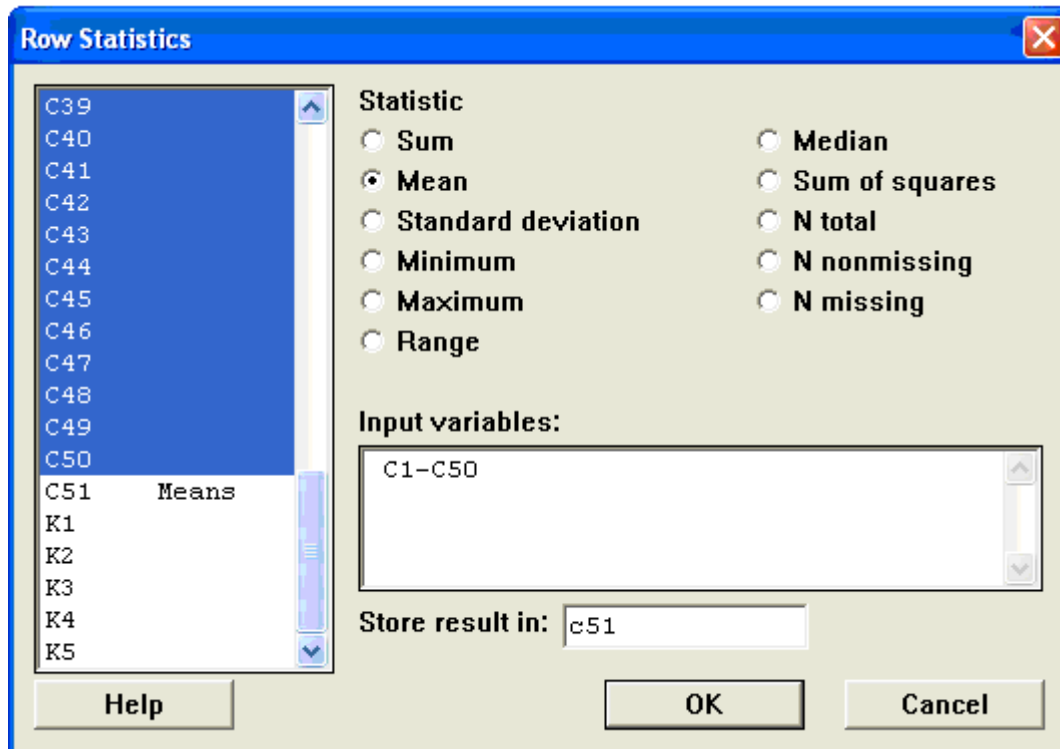 Row Statistics
C39
C40
C41
C42
C43
C44
C45
C46
C47
C48
C49
C50
C51 Means
K1
K2
K3
K4
K5
Statistic
Sum
Mean
Standard deviation
Minimum
Maximum
Range
Median
Sum of squares
N total
N nonmissing
N missing
Input variables:
C1-C50
Store result in: c51
Help
OK
Cancel